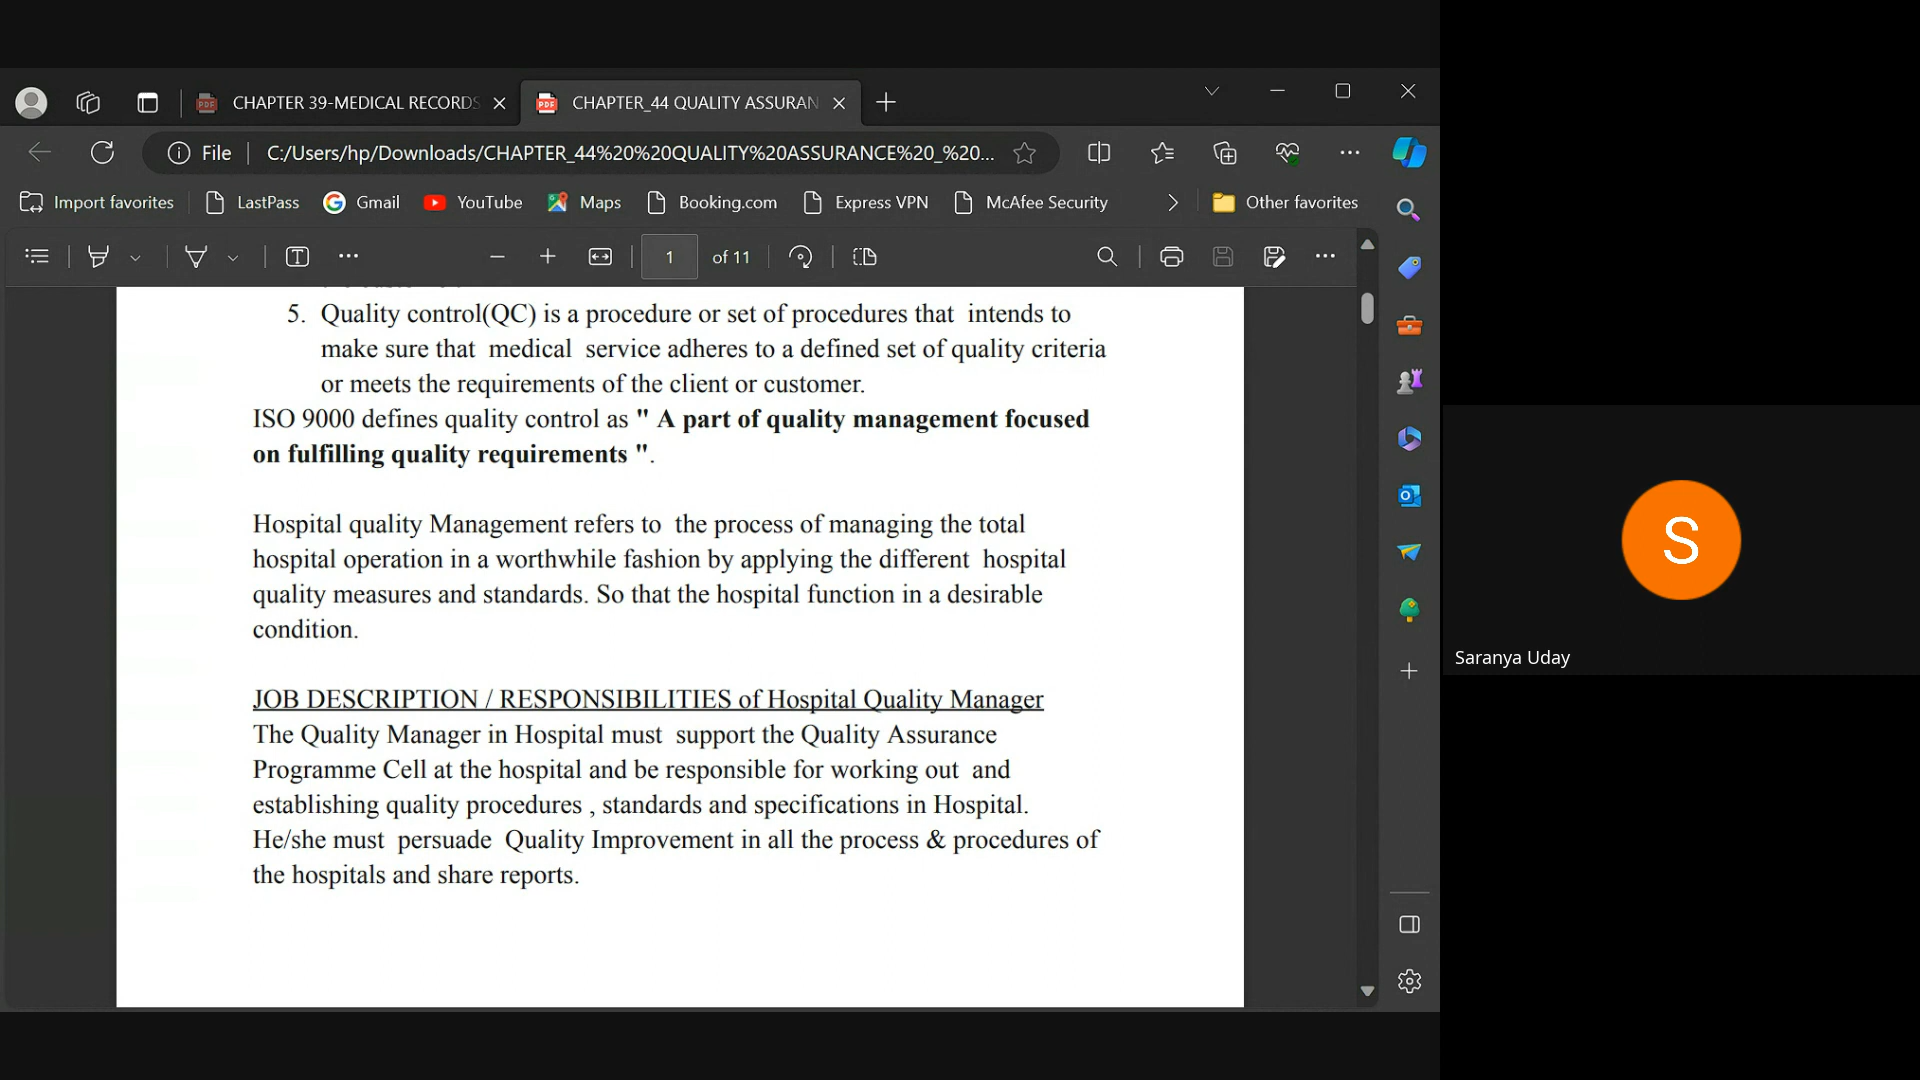 CHAPTER 39-MEDICAL RECORDS
CHAPTER_44 QUALITY ASSURAN
File
C:/Users/hp/Downloads/CHAPTER_44%20%20QUALITY%20ASSURANCE%20_%20...
Import favorites
LastPass
Gmail
YouTube
Maps
Booking.com
Express VPN
McAfee Security
Other favorites
1 of 11
5. Quality control(QC) is a procedure or set of procedures that intends to
make sure that medical service adheres to a defined set of quality criteria
or meets the requirements of the client or customer.
ISO 9000 defines quality control as " A part of quality management focused
on fulfilling quality requirements ".
Hospital quality Management refers to the process of managing the total
hospital operation in a worthwhile fashion by applying the different hospital
quality measures and standards. So that the hospital function in a desirable
condition.
JOB DESCRIPTION / RESPONSIBILITIES of Hospital Quality Manager
The Quality Manager in Hospital must support the Quality Assurance
Programme Cell at the hospital and be responsible for working out and
establishing quality procedures , standards and specifications in Hospital.
He/she must persuade Quality Improvement in all the process & procedures of
the hospitals and share reports.
S
Saranya Uday